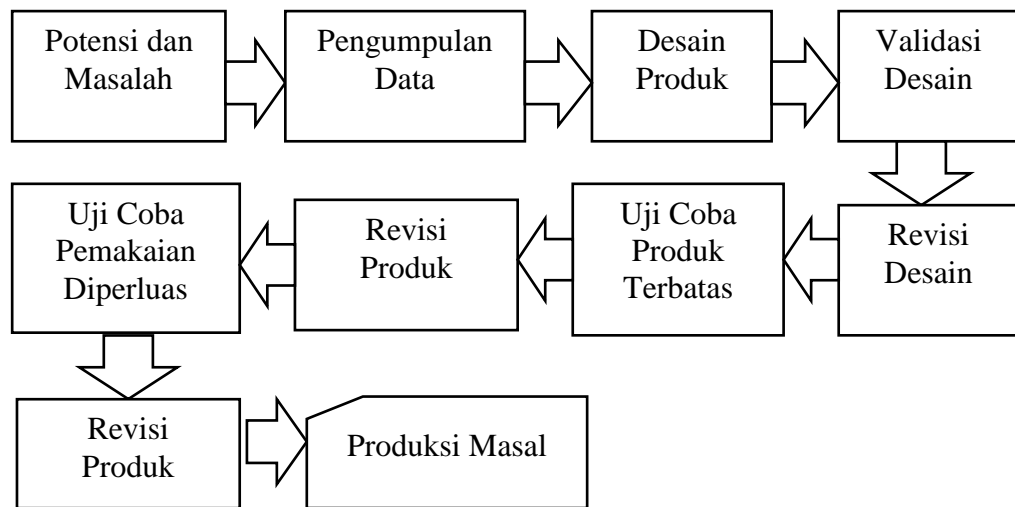 Potensi dan
Masalah
Pengumpulan
Data
Desain
Produk
Validasi
Desain
Revisi
Desain
Uji Coba
Produk
Terbatas
Revisi
Produk
Uji Coba
Pemakaian
Diperluas
Revisi
Produk
Produksi Masal